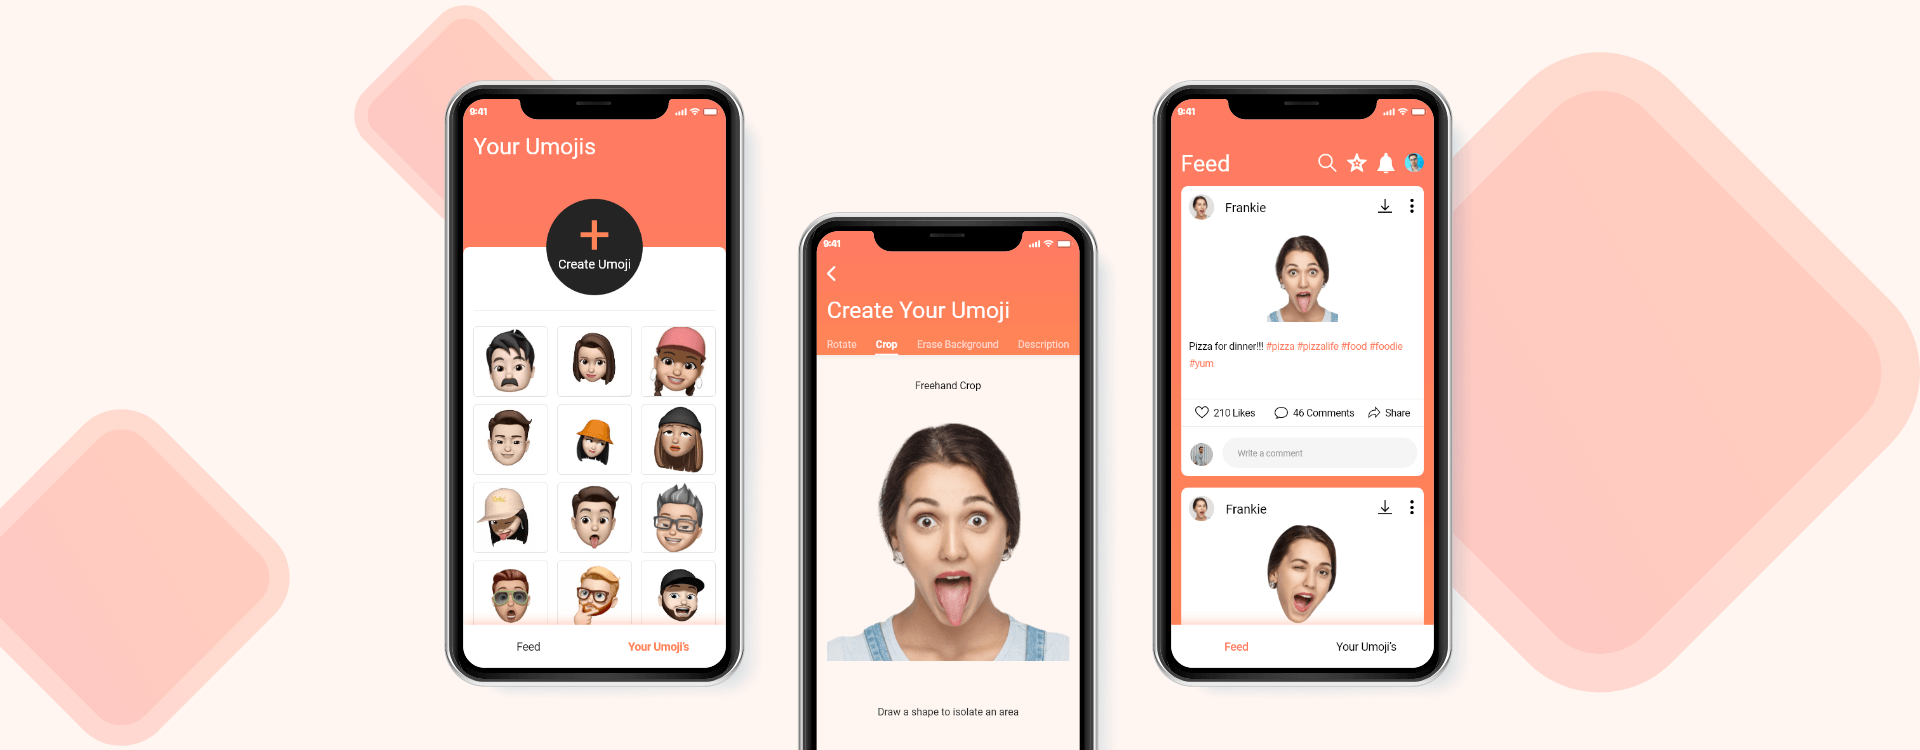 9:41
Your Umojis
Create Umoji
Feed
Your Umoji's
9:41
Create Your Umoji
Rotate Crop Erase Background Description
Freehand Crop
Draw a shape to isolate an area
9:41
Feed
Frankie
Pizza for dinner!!! #pizza #pizzalife #food #foodie
#yum
210 Likes 46 Comments Share
Write a comment
Frankie
Feed Your Umoji's